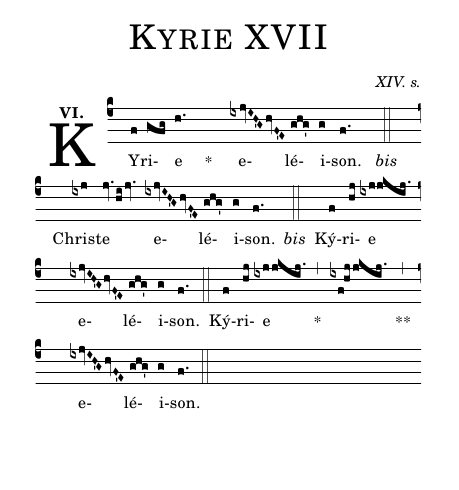 KYRIE XVII
XIV. s.
VI.
KYri- e * e- lé- i-son. bis
Christe e- lé- i-son. bis Ký-ri- e
e- lé- i-son. Ký-ri- e * **
e- lé- i-son.